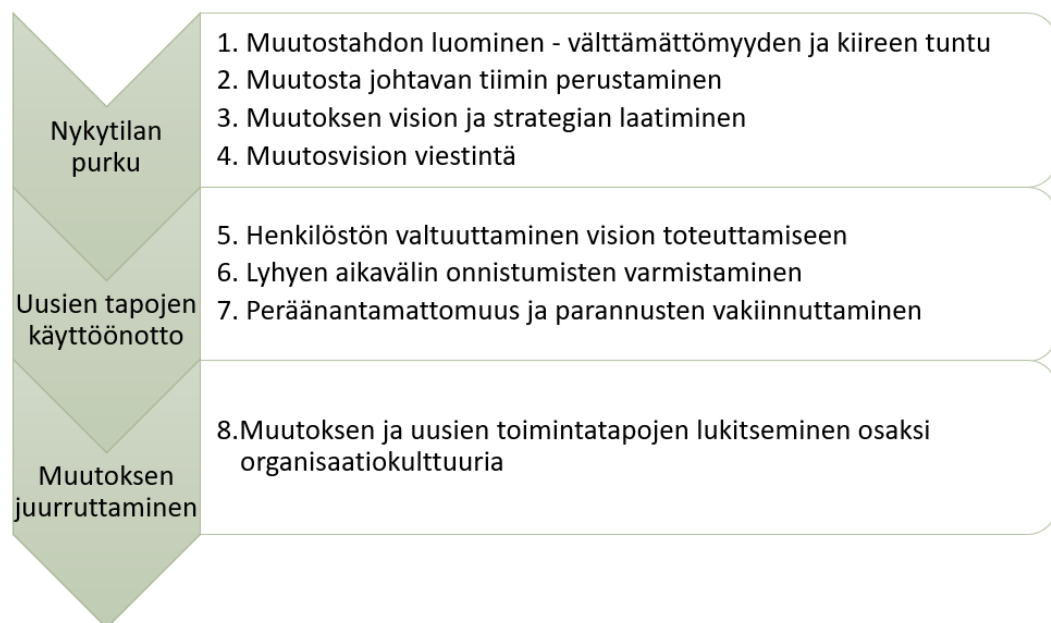 Nykytilan
purku
1. Muutostahdon luominen - välttämättömyyden ja kiireen tuntu
2. Muutosta johtavan tiimin perustaminen
3. Muutoksen vision ja strategian laatiminen
4. Muutosvision viestintä
Uusien tapojen
käyttöönotto
5. Henkilöstön valtuuttaminen vision toteuttamiseen
6. Lyhyen aikavälin onnistumisten varmistaminen
7. Peräänantamattomuus ja parannusten vakiinnuttaminen
Muutoksen
juurruttaminen
8.Muutoksen ja uusien toimintatapojen lukitseminen osaksi
organisaatiokulttuuria